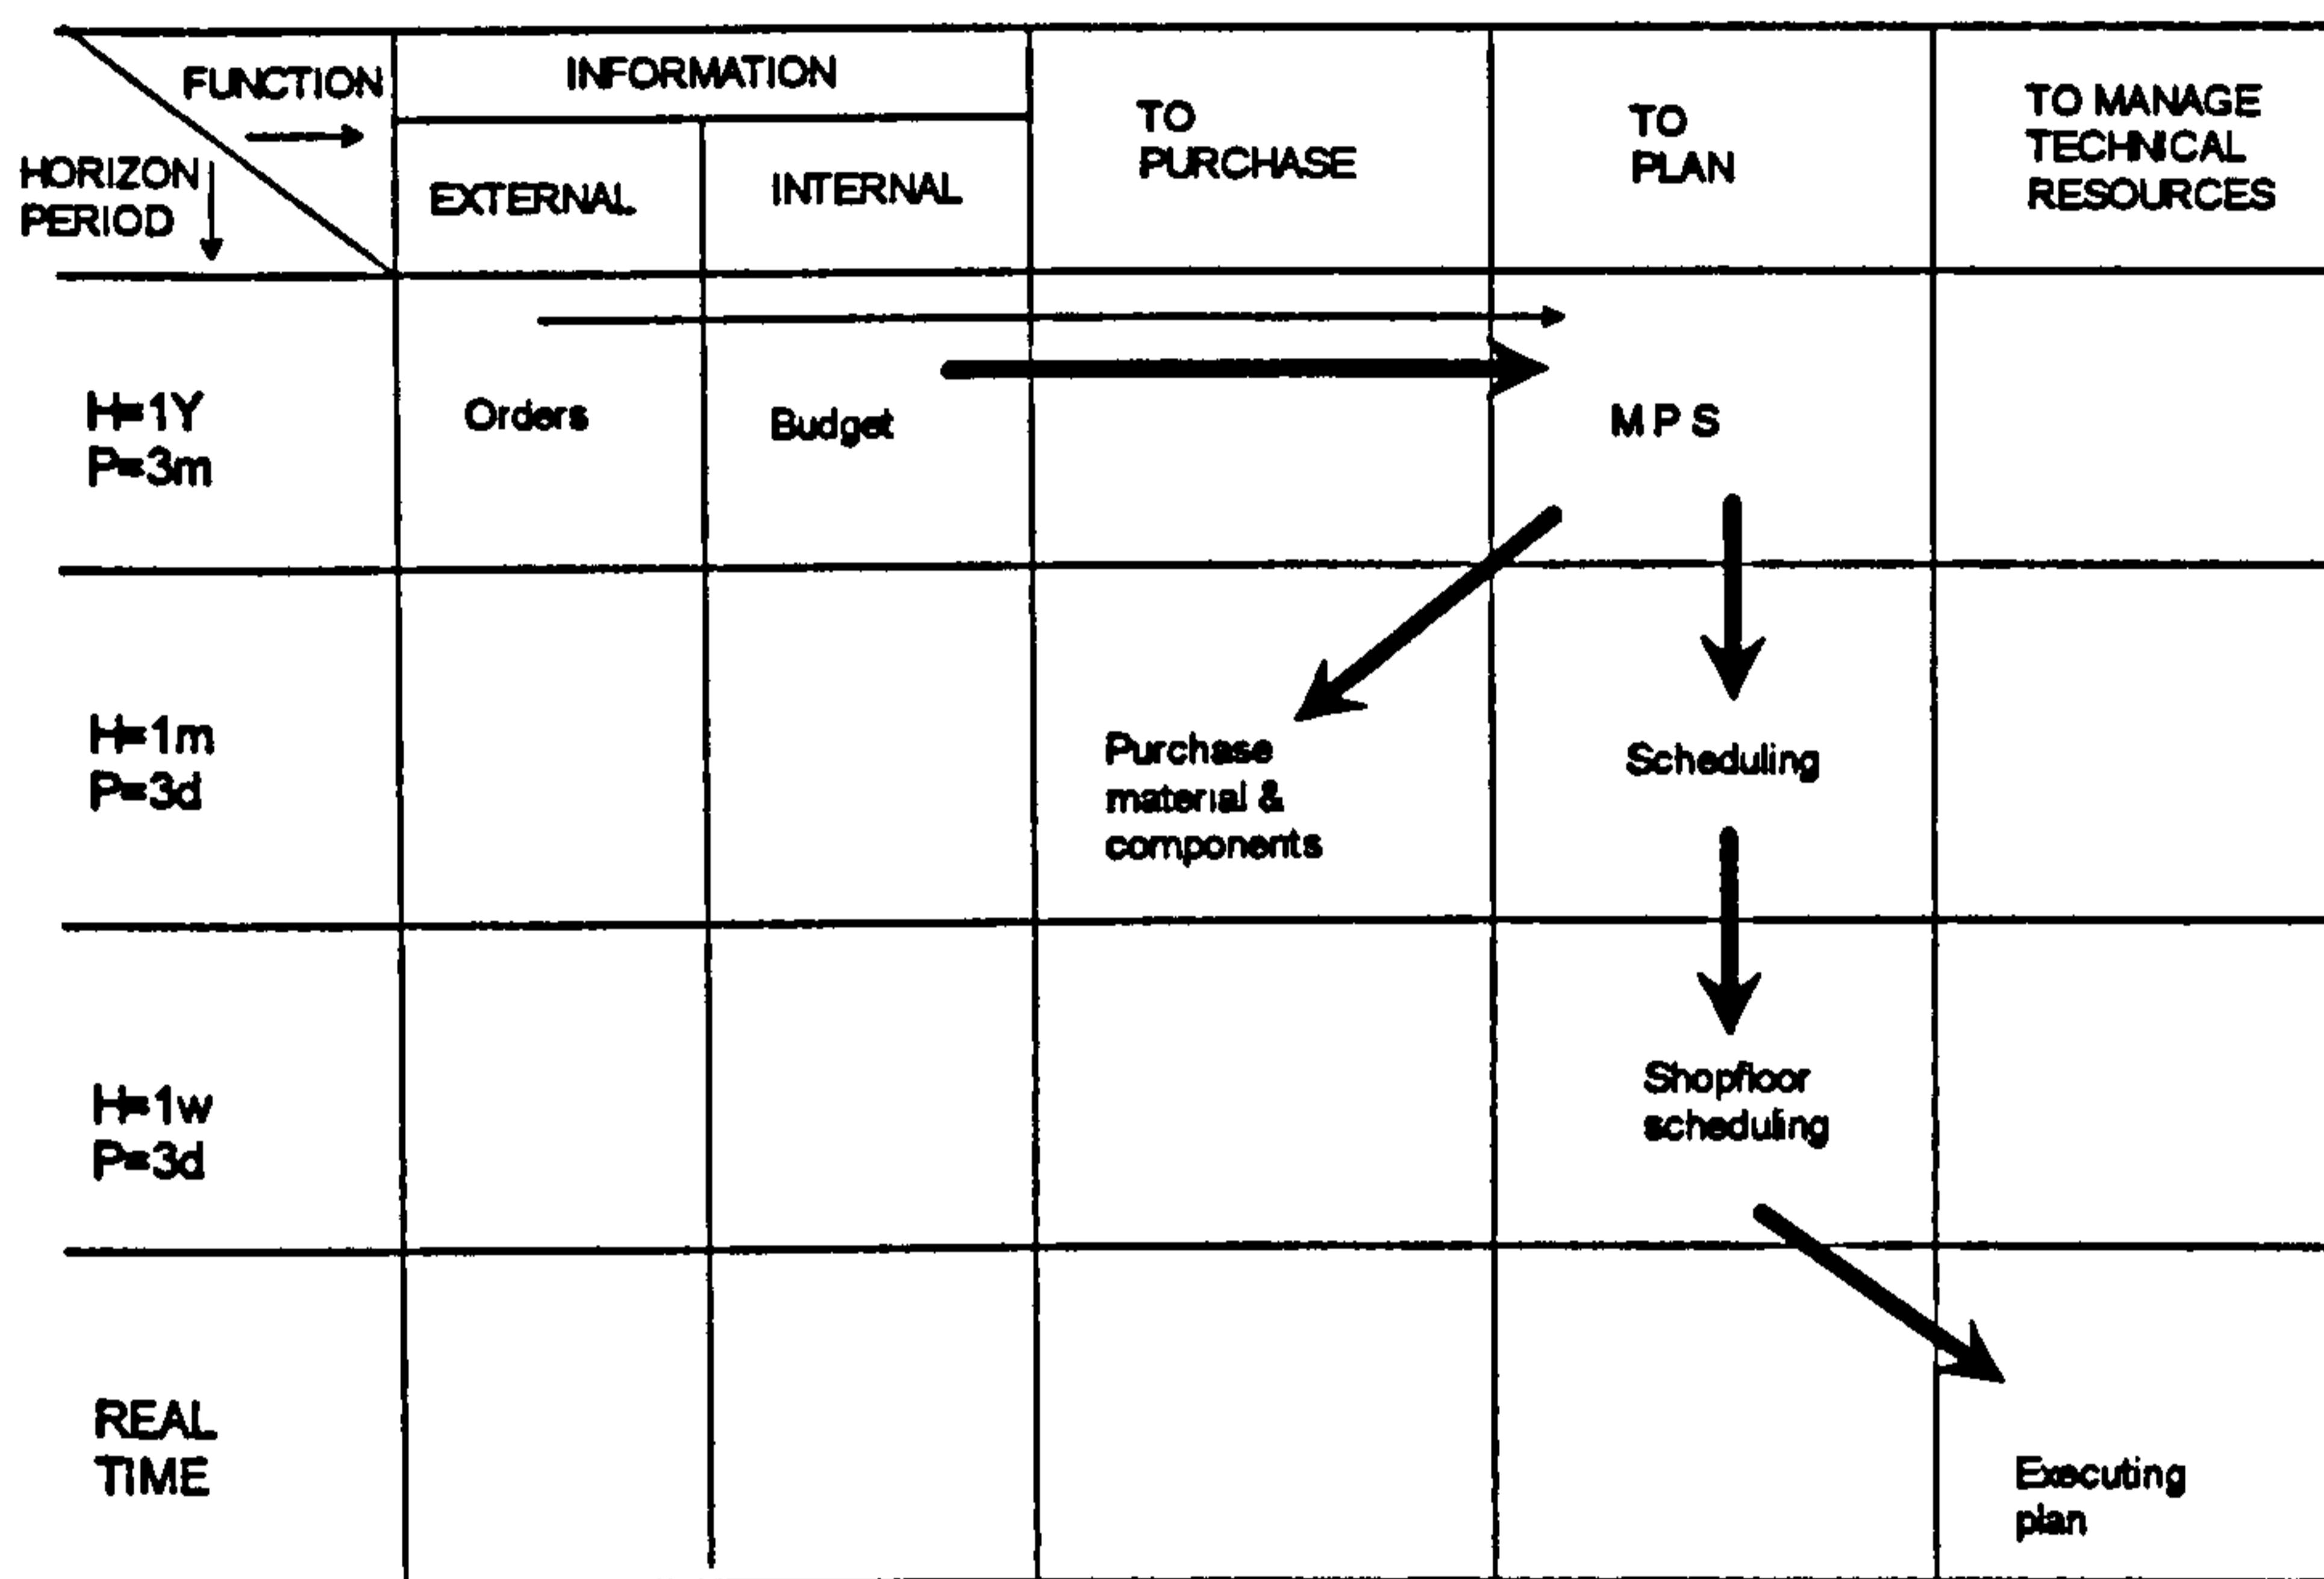 FUNCTION
HORIZON
PERIOD
INFORMATION
EXTERNAL
INTERNAL
TO
PURCHASE
TO
PLAN
TO MANAGE
TECHNICAL
RESOURCES
H=1Y
P=3m
Orders
Budget
M P S
H=1m
P=3d
Purchase
material &
components
Scheduling
H=1w
P=3d
Shopfloor
scheduling
REAL
TIME
Executing
plan